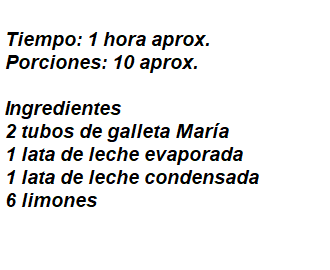 Tiempo: 1 hora aprox.
Porciones: 10 aprox.
Ingredientes
2 tubos de galleta María
1 lata de leche evaporada
1 lata de leche condensada
6 limones